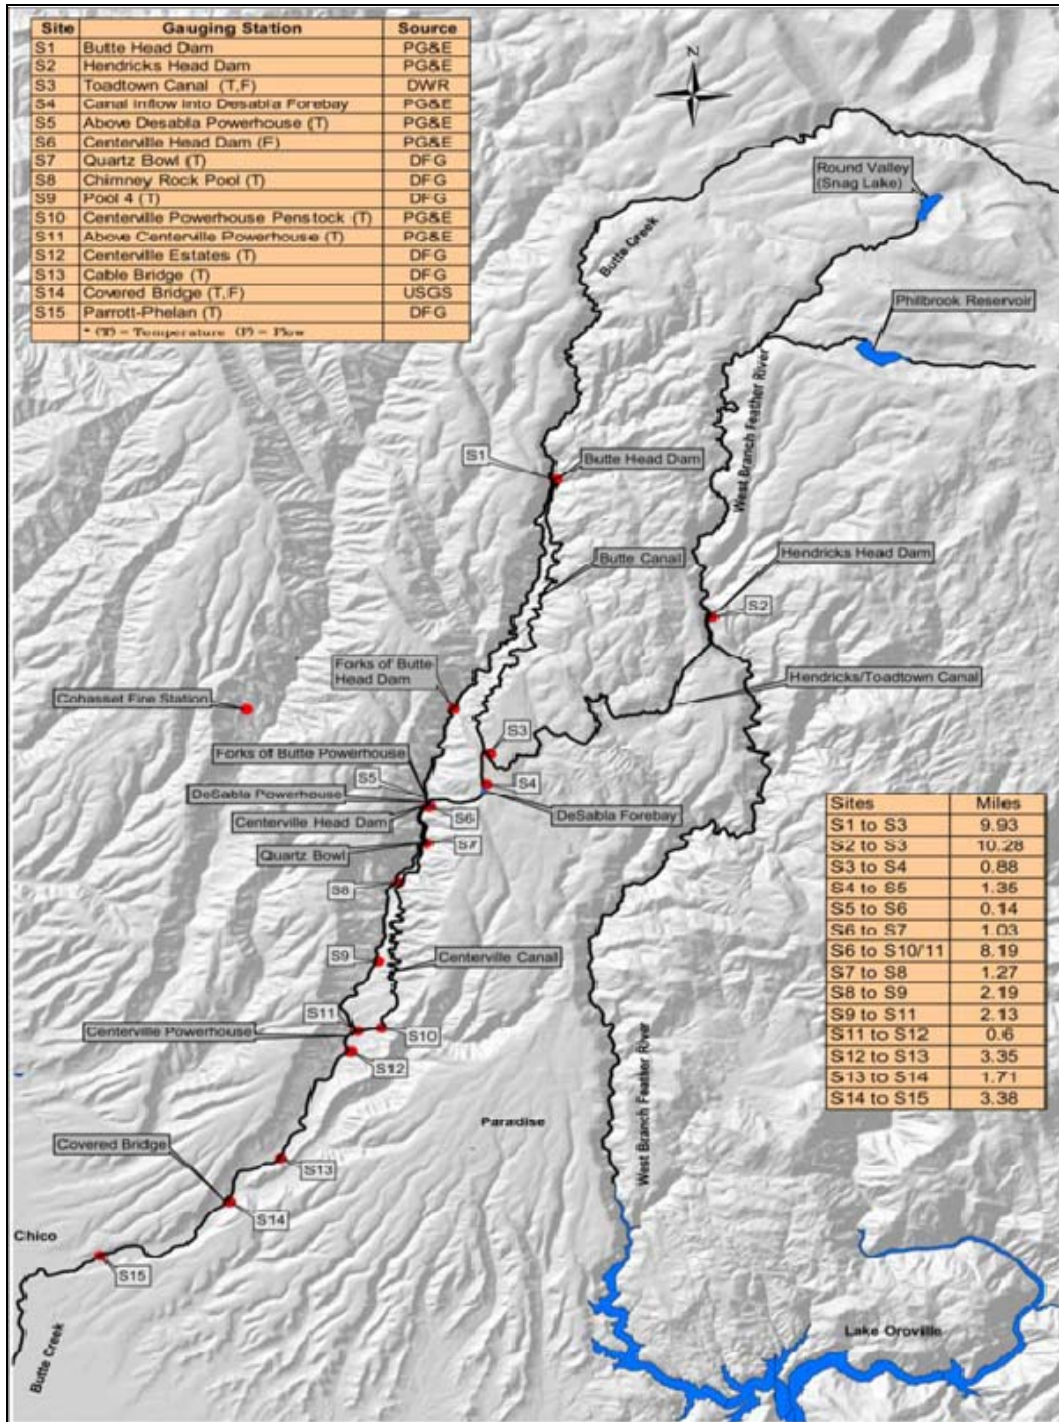 Site Gauging Station Source
S1 Butte Head Dam PG&E
S2 Hendricks Head Dam PG&E
S3 Toadtown Canal (T,F) DWR
S4 Canal Inflow Into Desabla Forebay PG&E
S5 Above Desabla Powerhouse (T) PG&E
S6 Centerville Head Dam (F) PG&E
S7 Quartz Bowl (T) DFG
S8 Chimney Rock Pool (T) DFG
S9 Pool 4 (T) DFG
S10 Centerville Powerhouse Penstock (T) PG&E
S11 Above Centerville Powerhouse (T) PG&E
S12 Centerville Estates (T) DFG
S13 Cable Bridge (T) DFG
S14 Covered Bridge (T,F) USGS
S15 Parrott-Phelan (T) DFG
* (T) = Temperature (F) = Flow
Z
Round Valley
(Snag Lake)
Butte Creek
Philbrook Reservoir
West Branch Feather River
S1
Butte Head Dam
Butte Canal
Hendricks Head Dam
S2
Forks of Butte
Head Dam
Hendricks/Toadtown Canal
Cohasset Fire Station
S3
Forks of Butte Powerhouse
S5
S4
DeSabla Powerhouse
Centerville Head Dam
S6
DeSabla Forebay
Quartz Bowl
S7
S8
S9
Centerville Canal
S11
Centerville Powerhouse
S10
S12
Sites Miles
S1 to S3 9.93
S2 to S3 10.28
S3 to S4 0.88
S4 to S5 1.35
S5 to S6 0.14
S6 to S7 1.03
S6 to S10/11 8.19
S7 to S8 1.27
S8 to S9 2.19
S9 to S11 2.13
S11 to S12 0.6
S12 to S13 3.35
S13 to S14 1.71
S14 to S15 3.38
Paradise
West Branch Feather River
Covered Bridge
S13
S14
Chico
S15
Butte Creek
Lake Oroville